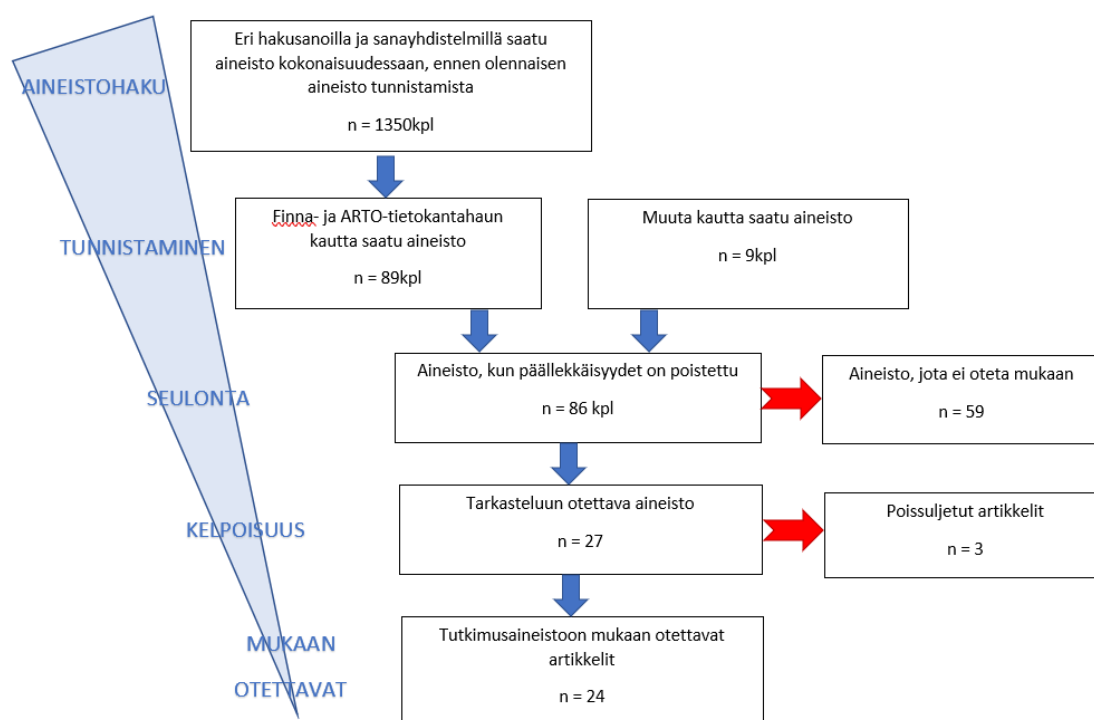 AINEISTOHAKU
Eri hakusanoilla ja sanayhdistelmillä saatu
aineisto kokonaisuudessaan, ennen olennaisen
aineisto tunnistamista
n = 1350kpl
TUNNISTAMINEN
Finna- ja ARTO-tietokantahaun
kautta saatu aineisto
n = 89kpl
Muuta kautta saatu aineisto
n = 9kpl
SEULONTA
Aineisto, kun päällekkäisyydet on poistettu
n = 86 kpl
Aineisto, jota ei oteta mukaan
n = 59
KELPOISUUS
Tarkasteluun otettava aineisto
n = 27
Poissuljetut artikkelit
n = 3
MUKAAN
OTETTAVAT
Tutkimusaineistoon mukaan otettavat
artikkelit
n = 24